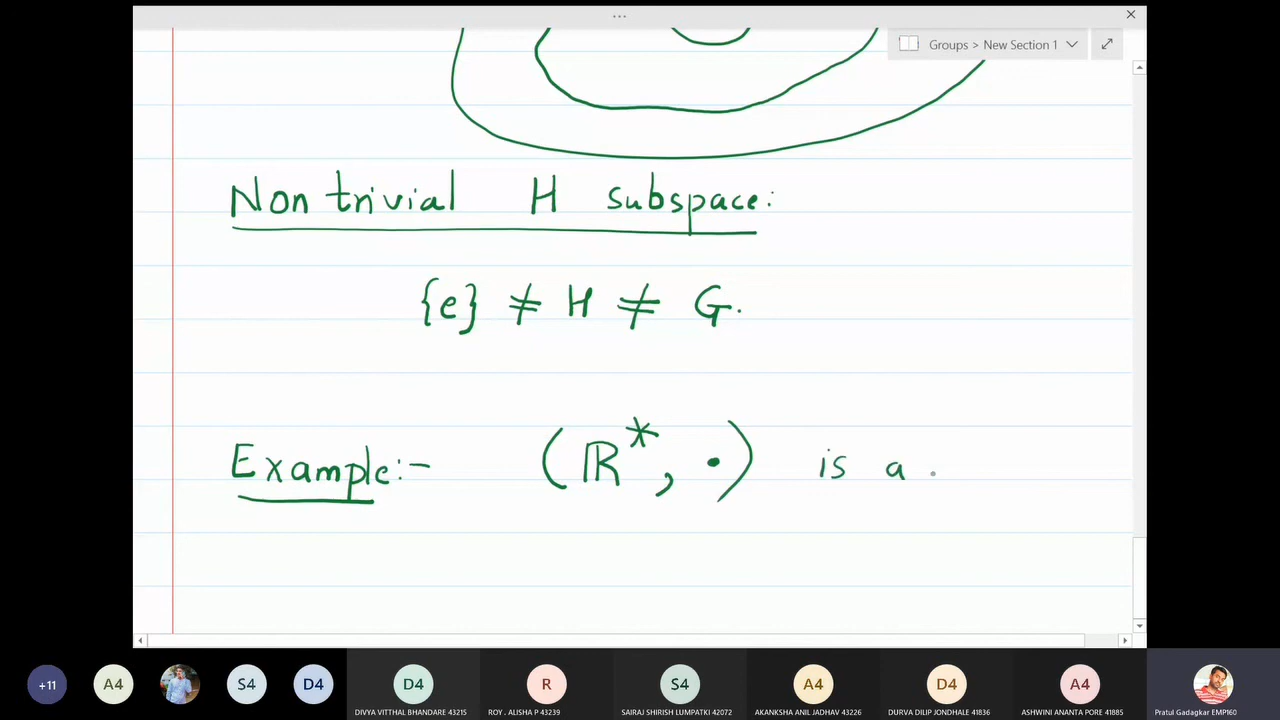 Groups > New Section 1
Non trivial H subspace:
{e} ≠ H ≠ G.
Example:- (ℝ*, •) is a
+11
A4
S4
D4
D4
R
S4
A4
D4
A4
DIVYA VITTHAL BHANDARE 43215
ROY . ALISHA P 43239
SAIRAJ SHIRISH LUMPATKI 42072
AKANKSHA ANIL JADHAV 43226
DURVA DILIP JONDHALE 41836
ASHWINI ANANTA PORE 41885
Pratul Gadagkar EMP160